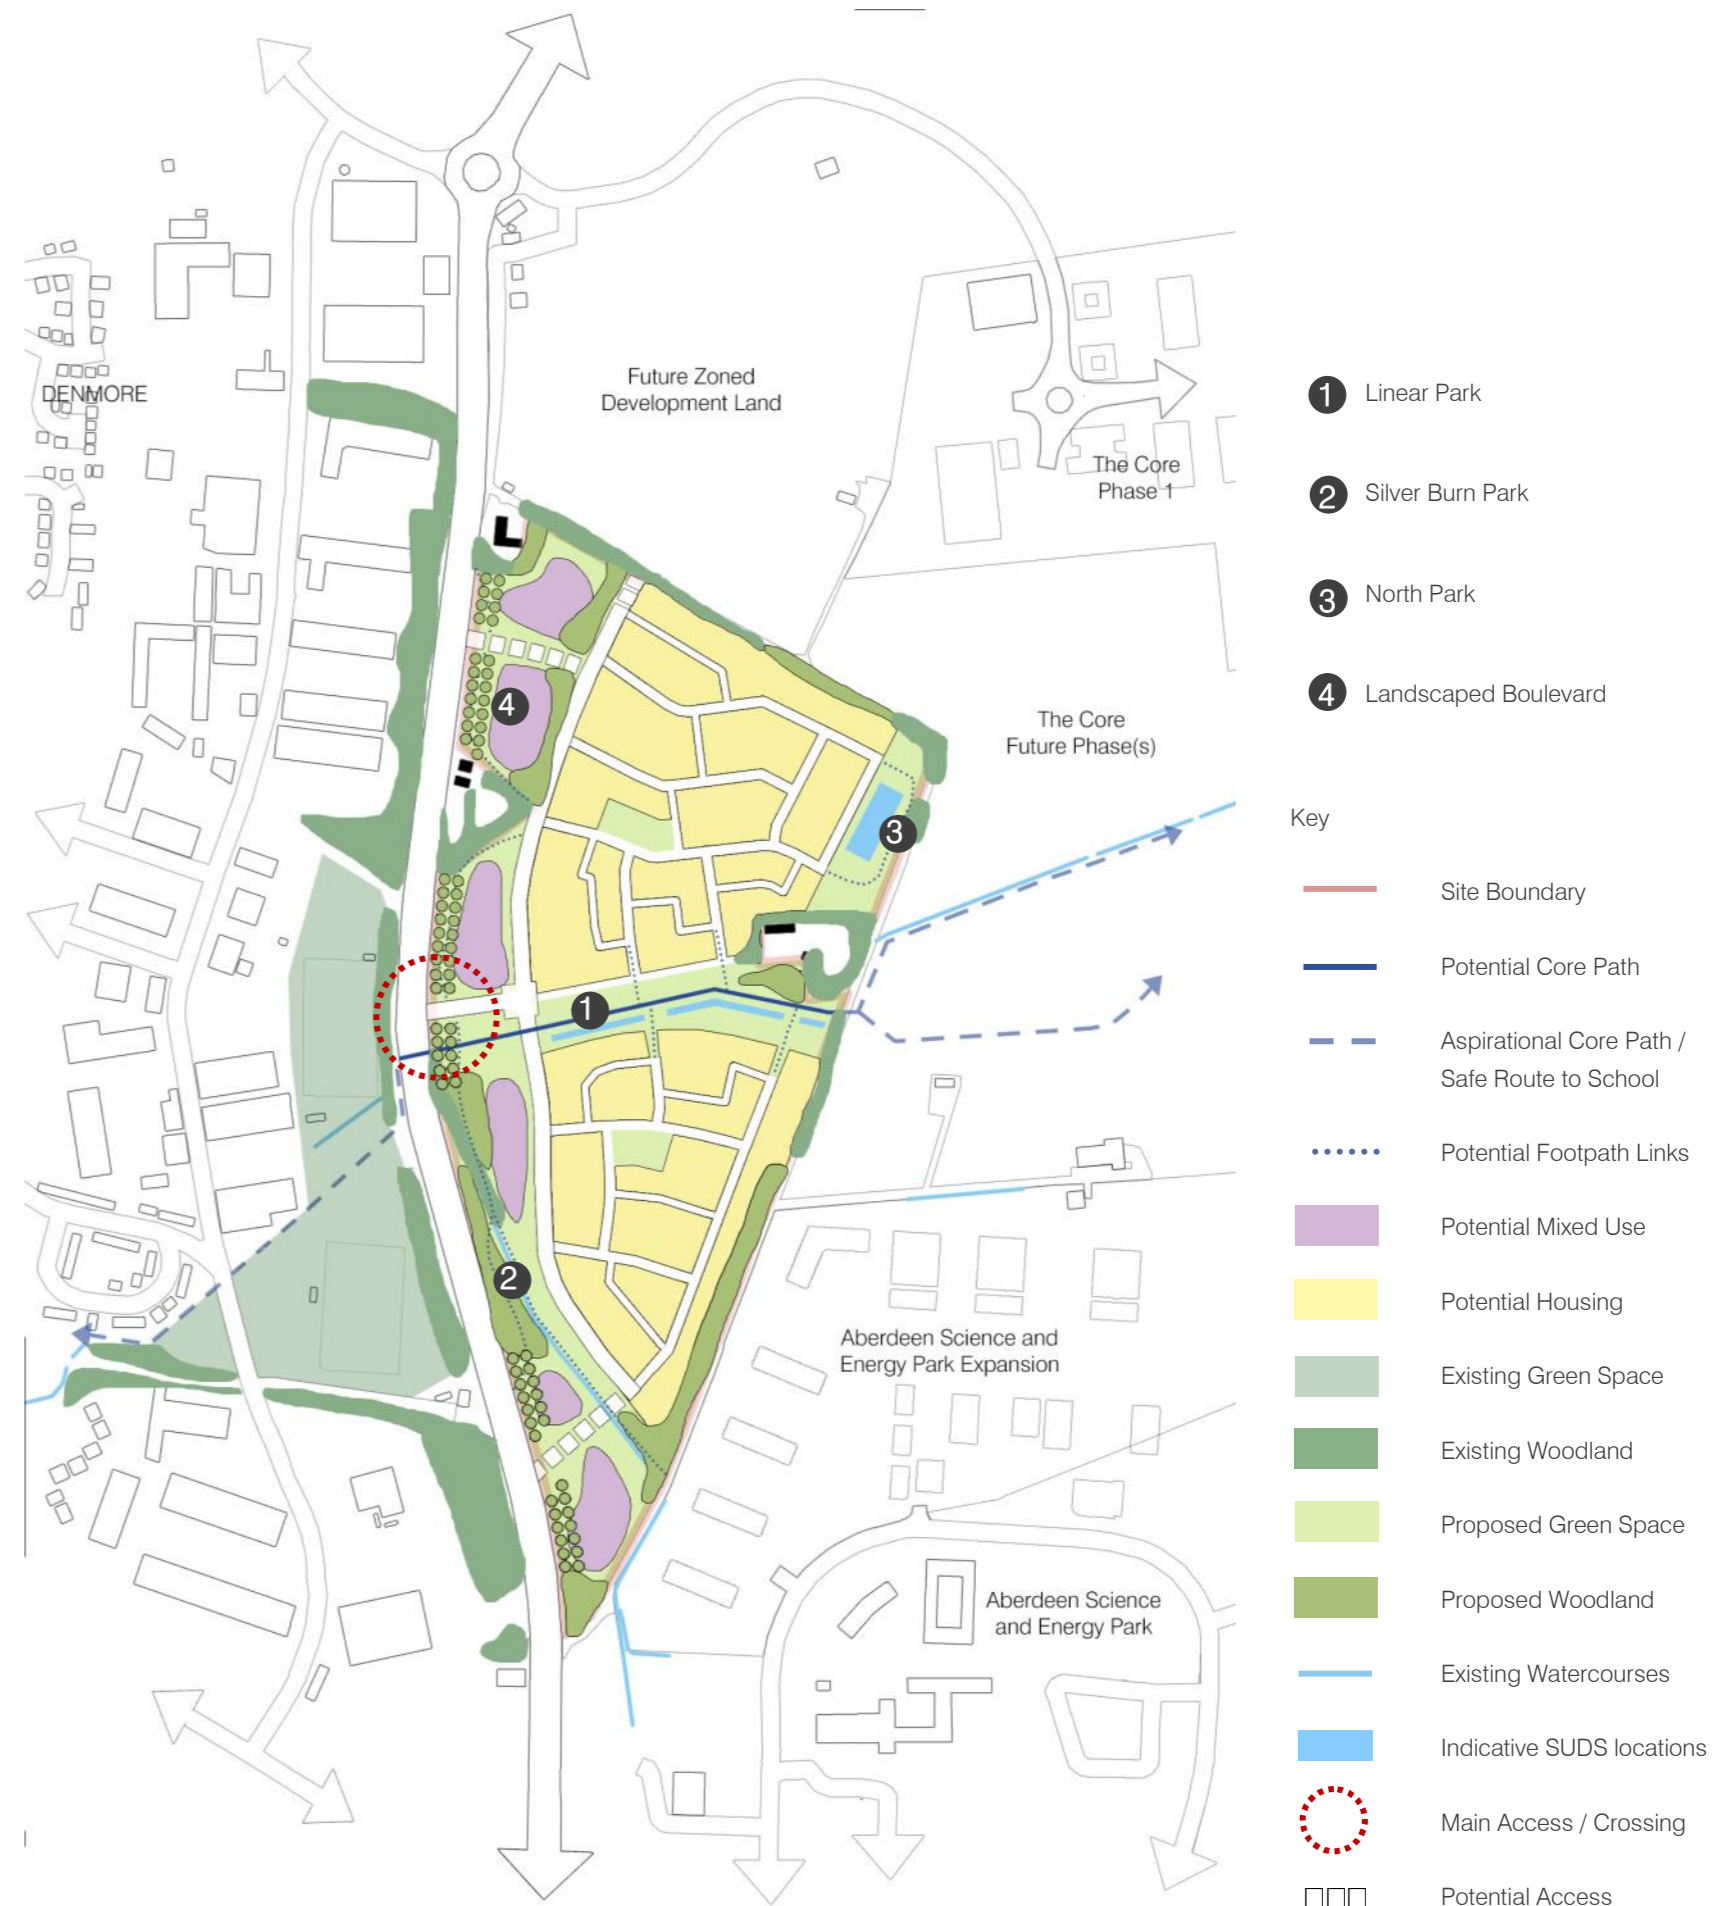 DENMORE
Future Zoned
Development Land
The Core
Phase 1
The Core
Future Phase(s)
4
3
1
2
Aberdeen Science and
Energy Park Expansion
Aberdeen Science
and Energy Park
1 Linear Park
2 Silver Burn Park
3 North Park
4 Landscaped Boulevard
Key
Site Boundary
Potential Core Path
Aspirational Core Path /
Safe Route to School
Potential Footpath Links
Potential Mixed Use
Potential Housing
Existing Green Space
Existing Woodland
Proposed Green Space
Proposed Woodland
Existing Watercourses
Indicative SUDS locations
Main Access / Crossing
Potential Access